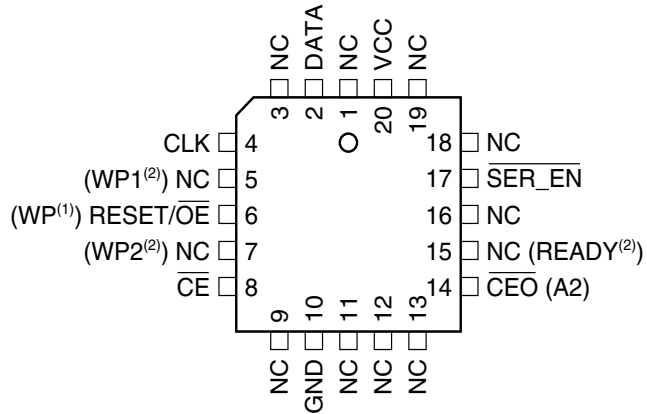 NC
DATA
NC
VCC
NC
3
2
1
20
19
CLK 4
(WP1(2)) NC 5
(WP(1)) RESET/OE 6
(WP2(2)) NC 7
CE 8
18 NC
17 SER_EN
16 NC
15 NC (READY(2))
14 CEO (A2)
9
10
11
12
13
NC
GND
NC
NC
NC